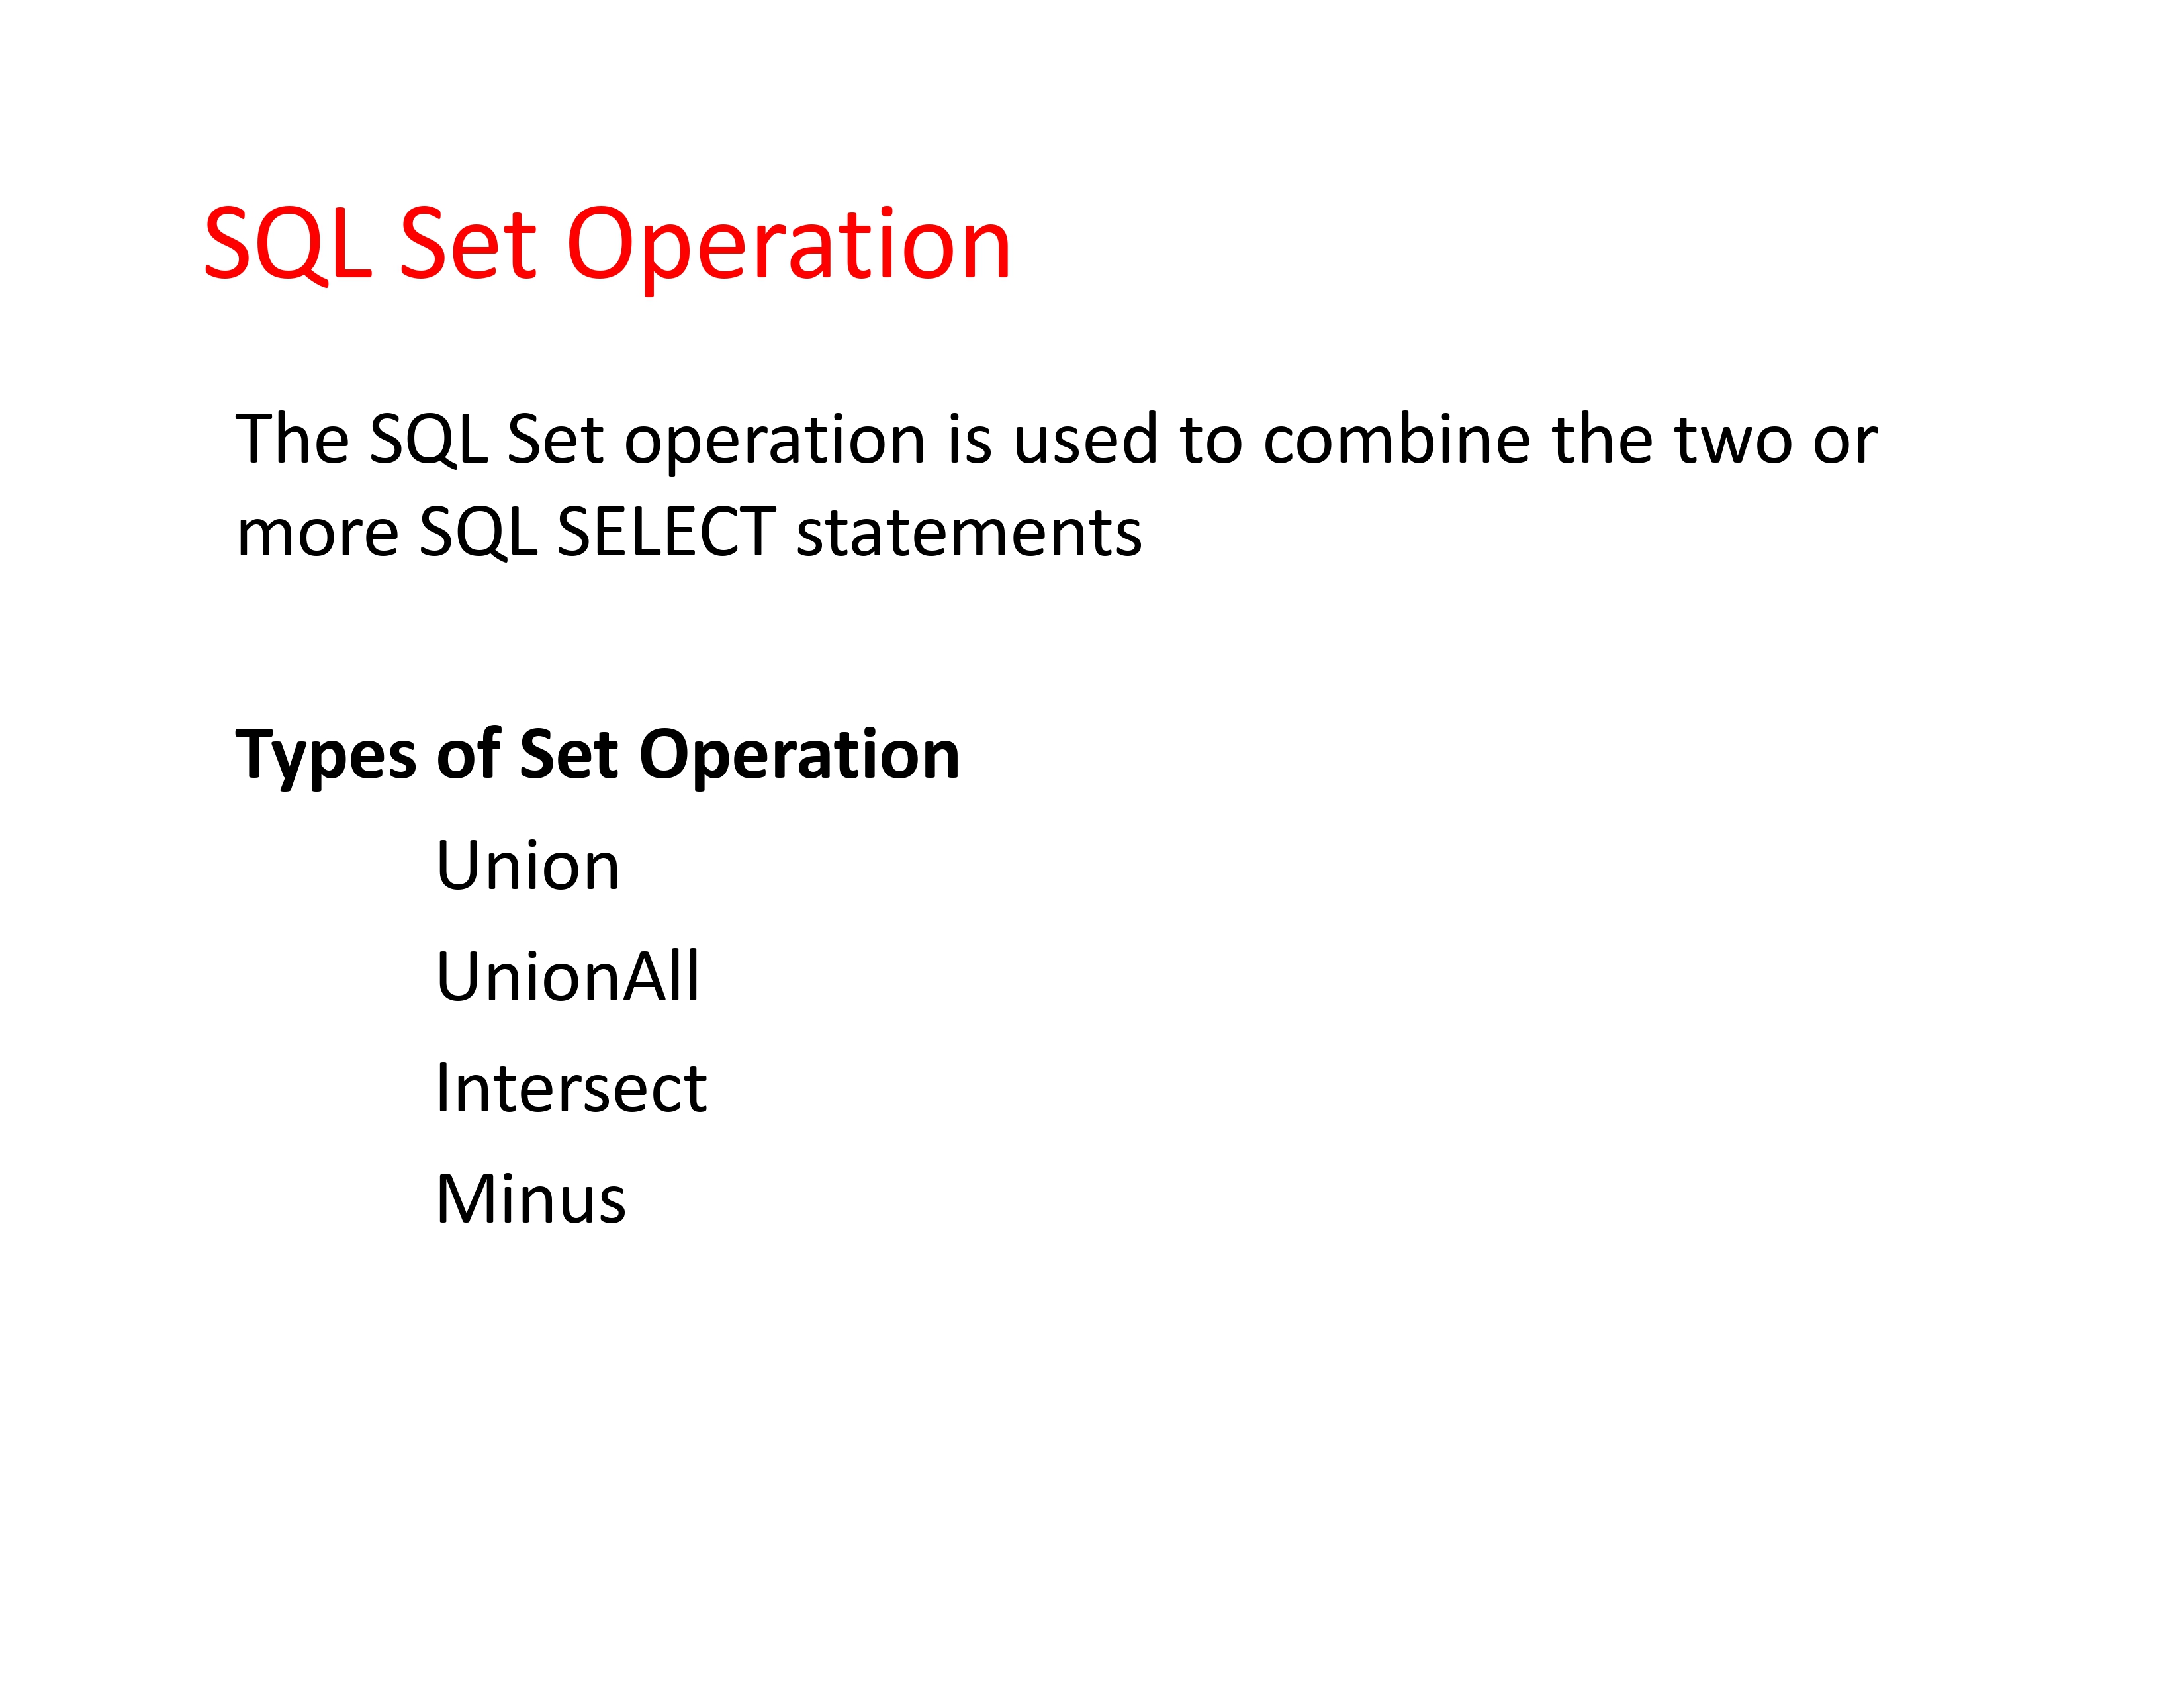 SQL Set Operation
The SQL Set operation is used to combine the two or
more SQL SELECT statements
Types of Set Operation
Union
UnionAll
Intersect
Minus